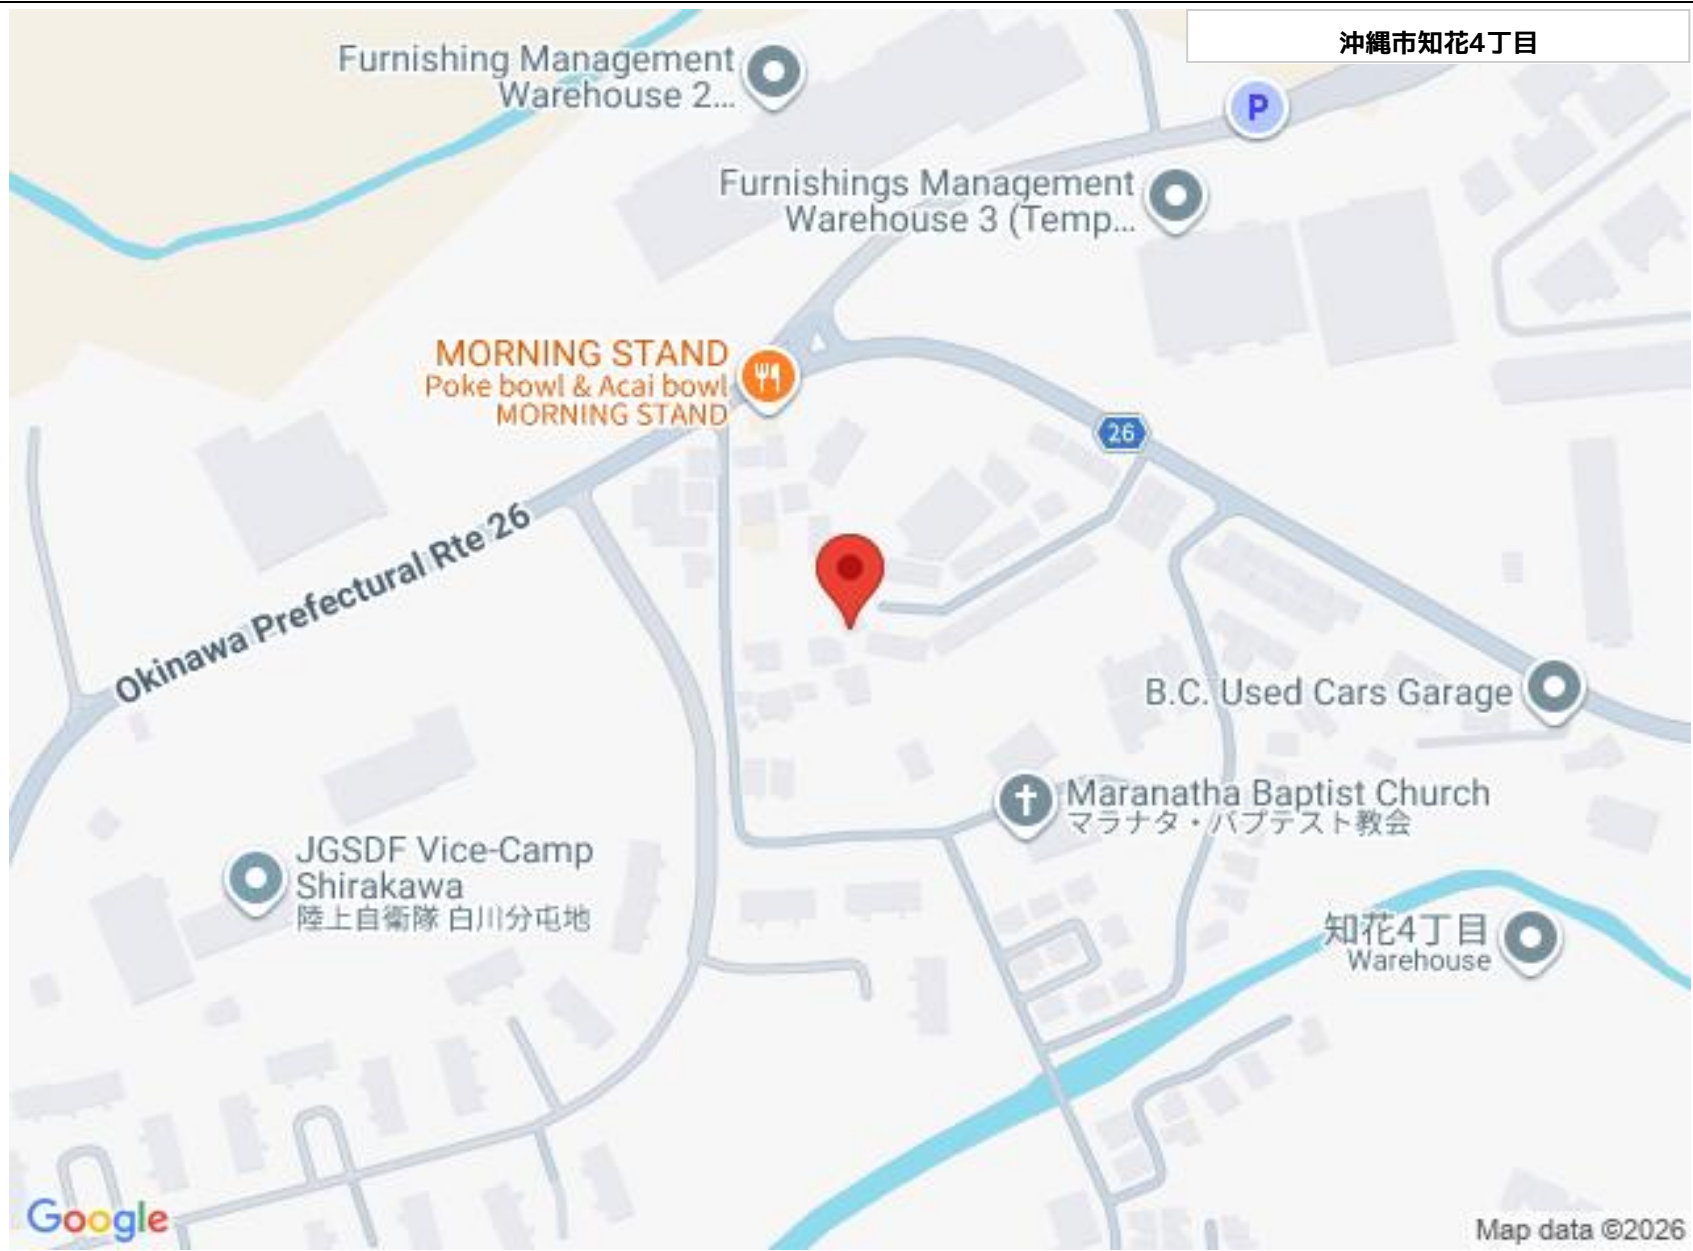 沖縄市知花4丁目
Furnishing Management
Warehouse 2...
P
Furnishings Management
Warehouse 3 (Temp...
MORNING STAND
Poke bowl & Acai bowl
MORNING STAND
26
Okinawa Prefectural Rte 26
B.C. Used Cars Garage
Maranatha Baptist Church
マラナタ・バプテスト教会
JGSDF Vice-Camp
Shirakawa
陸上自衛隊 白川分屯地
知花4丁目
Warehouse
Google
Map data ©2026